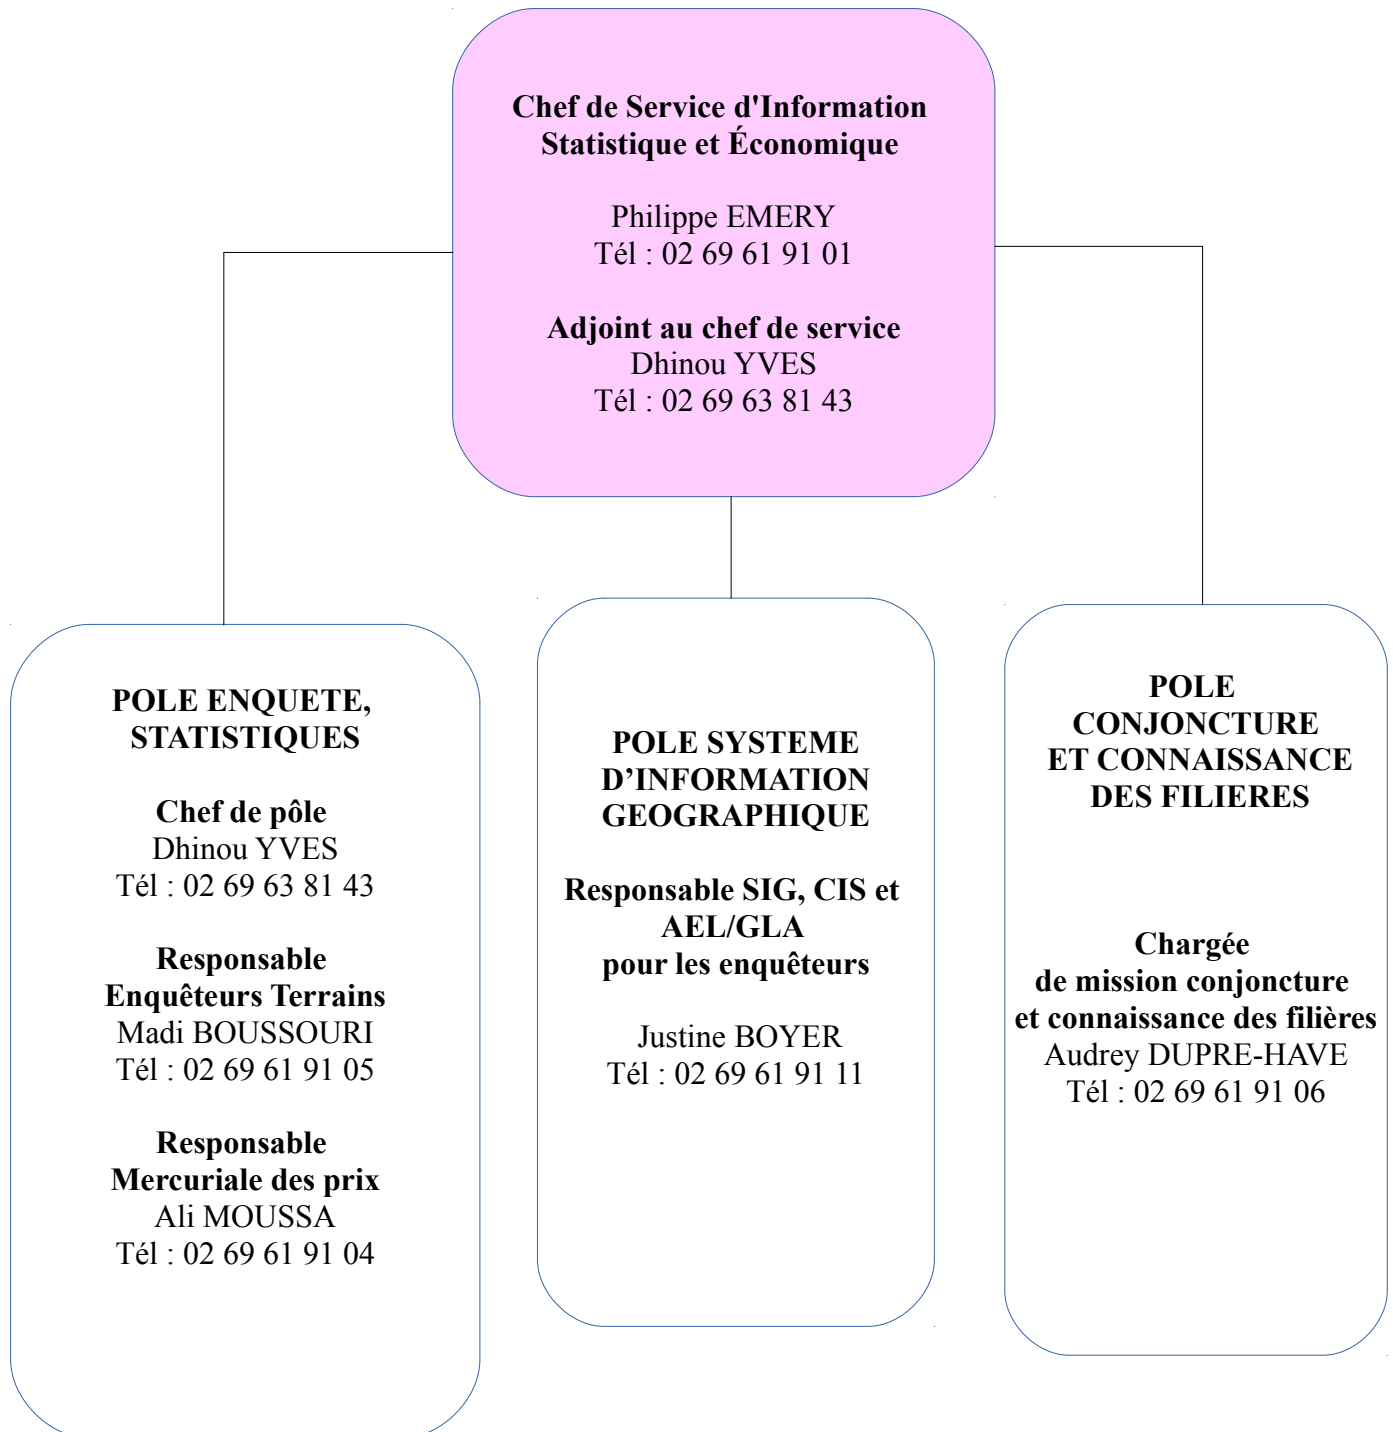 Chef de Service d'Information
Statistique et Économique
Philippe EMERY
Tél : 02 69 61 91 01
Adjoint au chef de service
Dhinou YVES
Tél : 02 69 63 81 43
POLE ENQUETE,
STATISTIQUES
Chef de pôle
Dhinou YVES
Tél : 02 69 63 81 43
Responsable
Enquêteurs Terrains
Madi BOUSSOURI
Tél : 02 69 61 91 05
Responsable
Mercuriale des prix
Ali MOUSSA
Tél : 02 69 61 91 04
POLE SYSTEME
D’INFORMATION
GEOGRAPHIQUE
Responsable SIG, CIS et
AEL/GLA
pour les enquêteurs
Justine BOYER
Tél : 02 69 61 91 11
POLE
CONJONCTURE
ET CONNAISSANCE
DES FILIERES
Chargée
de mission conjoncture
et connaissance des filières
Audrey DUPRE-HAVE
Tél : 02 69 61 91 06